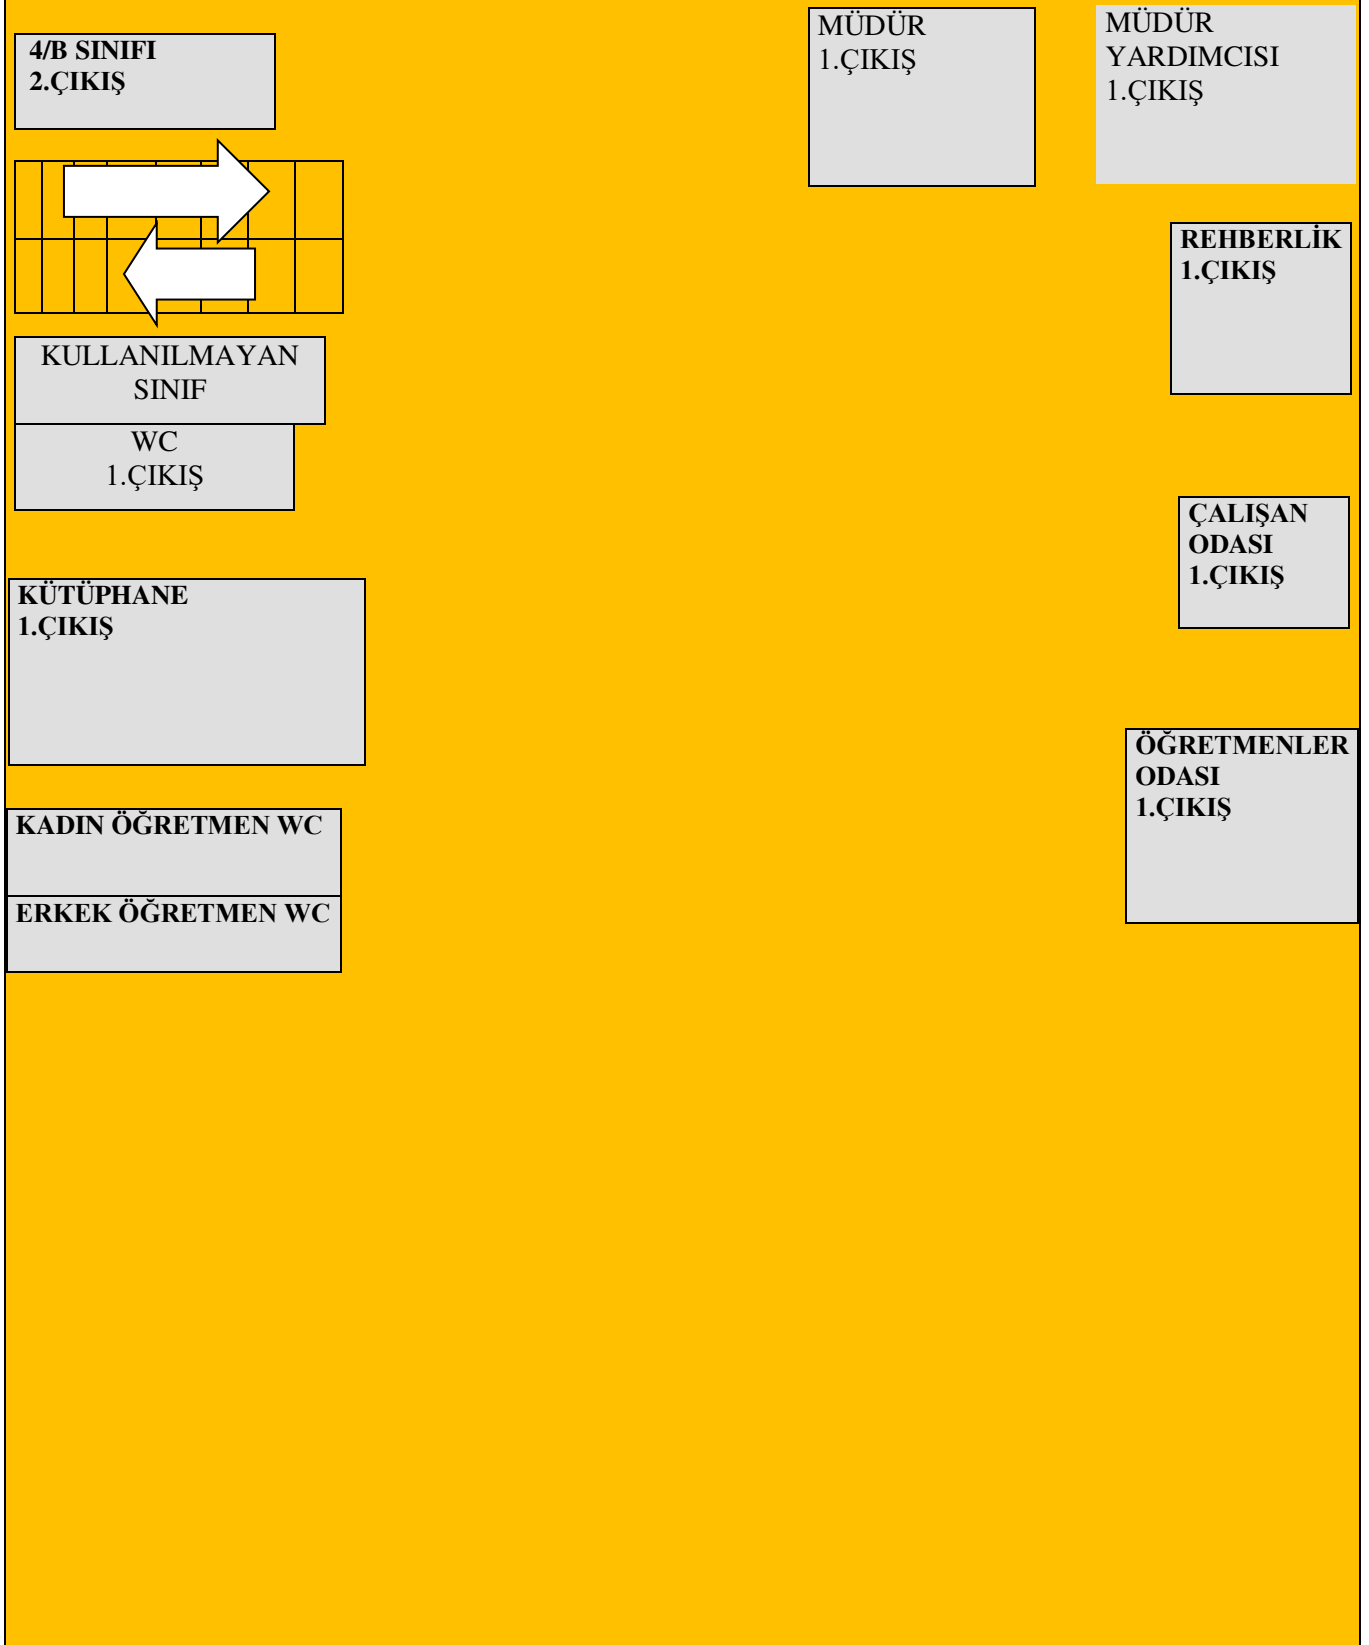 4/B SINIFI
2.ÇIKIŞ
MÜDÜR
1.ÇIKIŞ
MÜDÜR
YARDIMCISI
1.ÇIKIŞ
REHBERLİK
1.ÇIKIŞ
KULLANILMAYAN
SINIF
WC
1.ÇIKIŞ
ÇALIŞAN
ODASI
1.ÇIKIŞ
KÜTÜPHANE
1.ÇIKIŞ
ÖĞRETMENLER
ODASI
1.ÇIKIŞ
KADIN ÖĞRETMEN WC
ERKEK ÖĞRETMEN WC